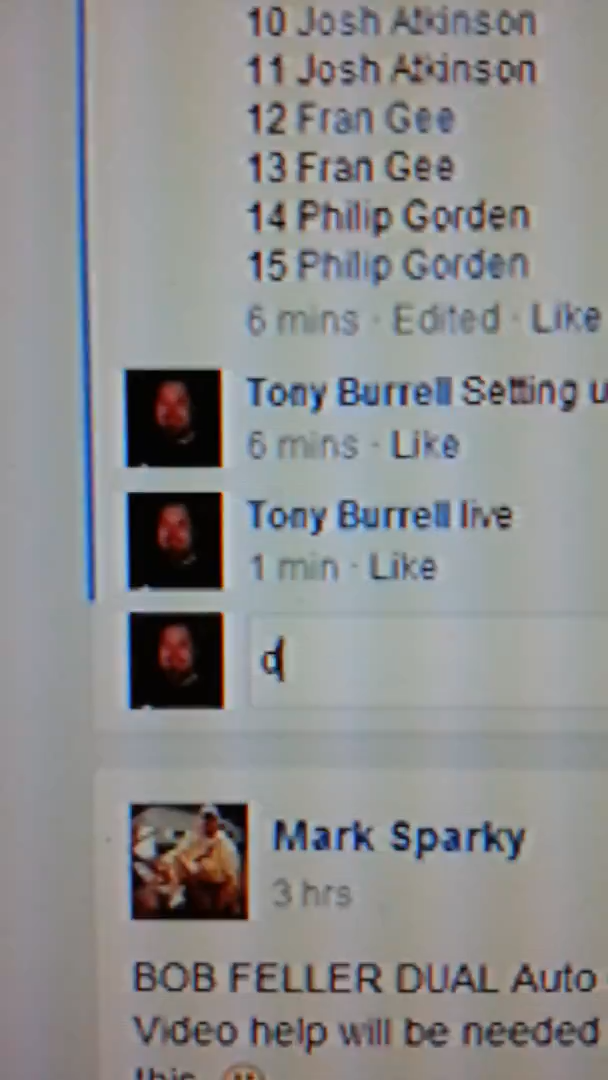 10 Josh Atkinson
11 Josh Atkinson
12 Fran Gee
13 Fran Gee
14 Philip Gorden
15 Philip Gorden
6 mins · Edited · Like
Tony Burrell Setting u
6 mins · Like
Tony Burrell live
1 min · Like
d
Mark Sparky
3 hrs
BOB FELLER DUAL Auto
Video help will be needed
this